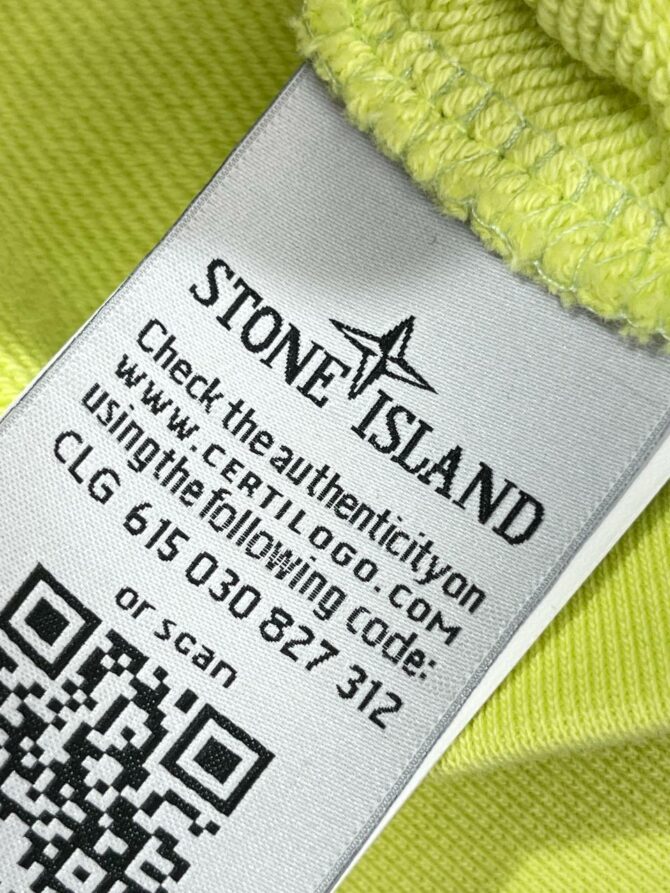 STONE ISLAND
Check the authenticity on
www.CERTILOGO.COM
using the following code:
CLG 615 030 827 312
or scan